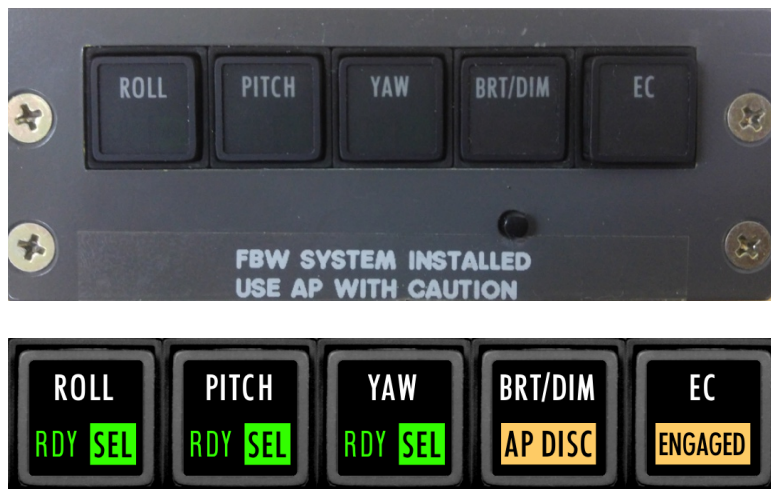 ROLL PITCH YAW BRT/DIM EC
FBW SYSTEM INSTALLED
USE AP WITH CAUTION
ROLL PITCH YAW BRT/DIM EC
RDY SEL RDY SEL RDY SEL AP DISC ENGAGED